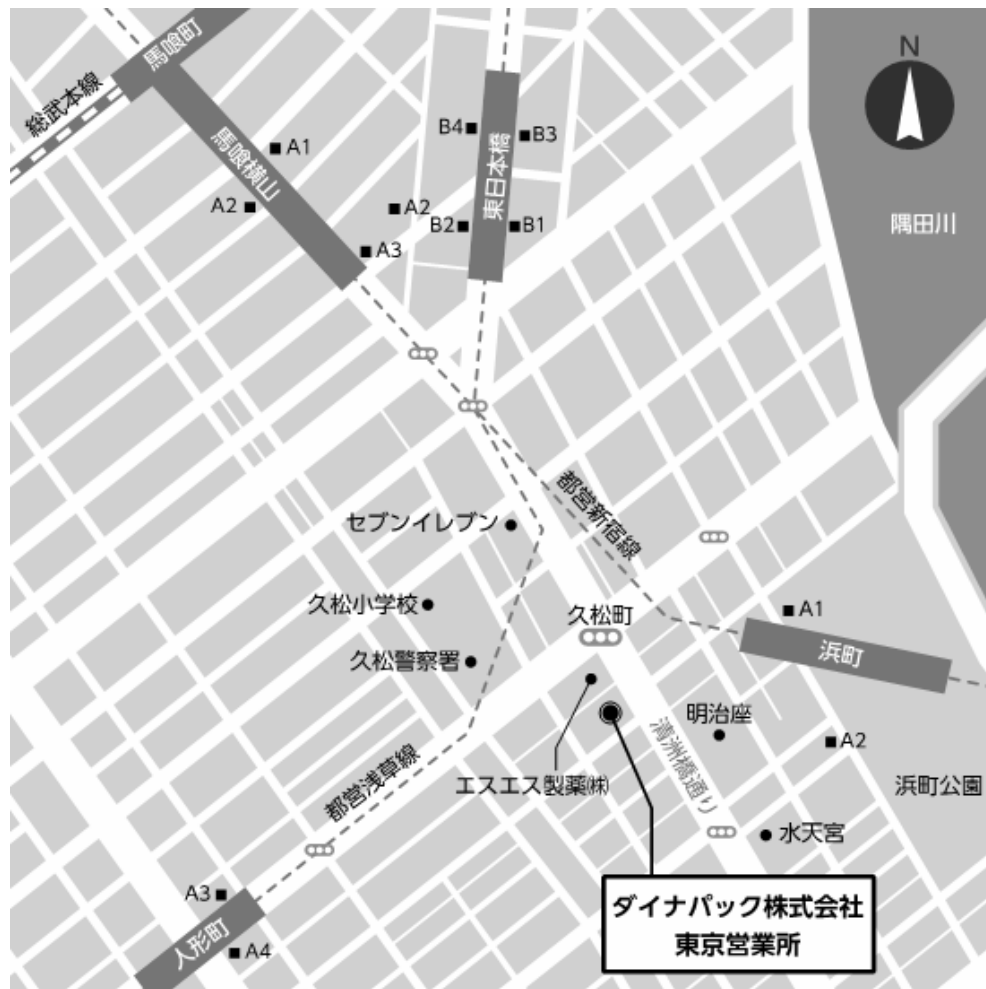 馬喰町
総武本線
N
馬喰横山
A1
A2
A2
A3
B4
B3
東日本橋
B2
B1
隅田川
都営新宿線
セブンイレブン
久松小学校
久松町
久松警察署
A1
浜町
明治座
A2
清洲橋通り
エスエス製薬㈱
浜町公園
都営浅草線
水天宮
A3
人形町
A4
ダイナパック株式会社
東京営業所